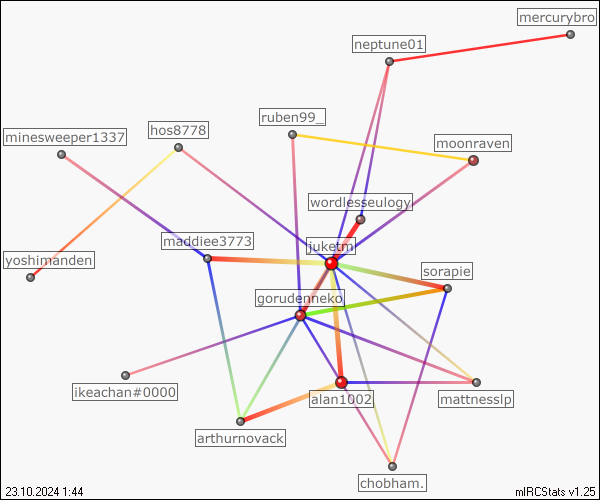 mercurybro
neptune01
ruben99_
hos8778
minesweeper1337
moonraven
wordlesseulogy
maddiee3773
juketm
yoshimanden
sorapie
gorudenneko
ikeachan#0000
alan1002
mattnesslp
arthurnovack
chobham.
23.10.2024 1:44
mIRCStats v1.25